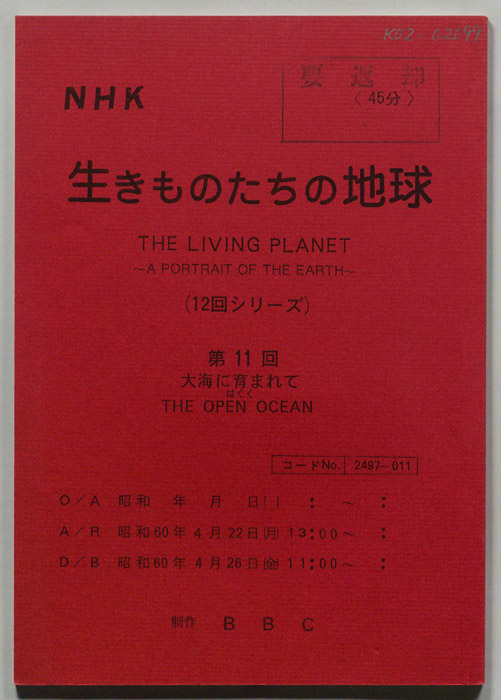 K02-02699
要返却
〈 45分 〉
NHK
生きものたちの地球
THE LIVING PLANET
~A PORTRAIT OF THE EARTH~
(12回シリーズ)
第 11 回
大海に育まれて
はぐく
THE OPEN OCEAN
コードNo. 2497-011
O/A 昭和 年 月 日( ) : ~ :
A/R 昭和60年 4月22日(月) 13:00~ :
D/B 昭和60年 4月26日(金) 11:00~ :
制作 BBC